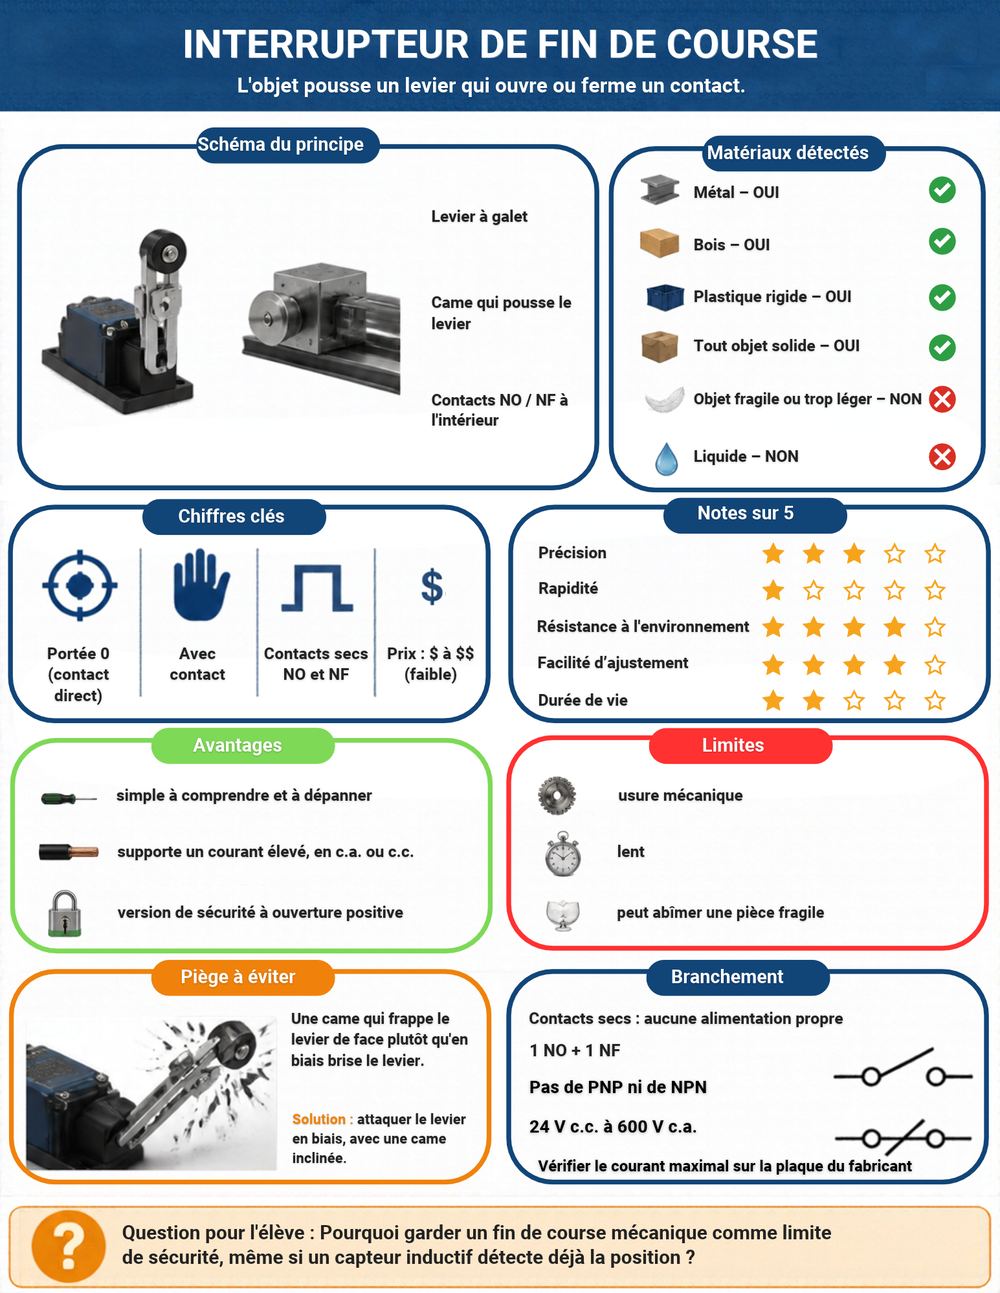 INTERRUPTEUR DE FIN DE COURSE
L'objet pousse un levier qui ouvre ou ferme un contact.
Schéma du principe
Levier à galet
Came qui pousse le
levier
Contacts NO / NF à
l'intérieur
Matériaux détectés
Métal – OUI
Bois – OUI
Plastique rigide – OUI
Tout objet solide – OUI
Objet fragile ou trop léger – NON
Liquide – NON
Chiffres clés
Portée 0
(contact
direct)
Avec
contact
Contacts secs
NO et NF
$
Prix : $ à $$
(faible)
Notes sur 5
Précision
Rapidité
Résistance à l'environnement
Facilité d'ajustement
Durée de vie
Avantages
simple à comprendre et à dépanner
supporte un courant élevé, en c.a. ou c.c.
version de sécurité à ouverture positive
Limites
usure mécanique
lent
peut abîmer une pièce fragile
Piège à éviter
Une came qui frappe le
levier de face plutôt qu'en
biais brise le levier.
Solution : attaquer le levier
en biais, avec une came
inclinée.
Branchement
Contacts secs : aucune alimentation propre
1 NO + 1 NF
Pas de PNP ni de NPN
24 V c.c. à 600 V c.a.
Vérifier le courant maximal sur la plaque du fabricant
?
Question pour l'élève : Pourquoi garder un fin de course mécanique comme limite
de sécurité, même si un capteur inductif détecte déjà la position ?